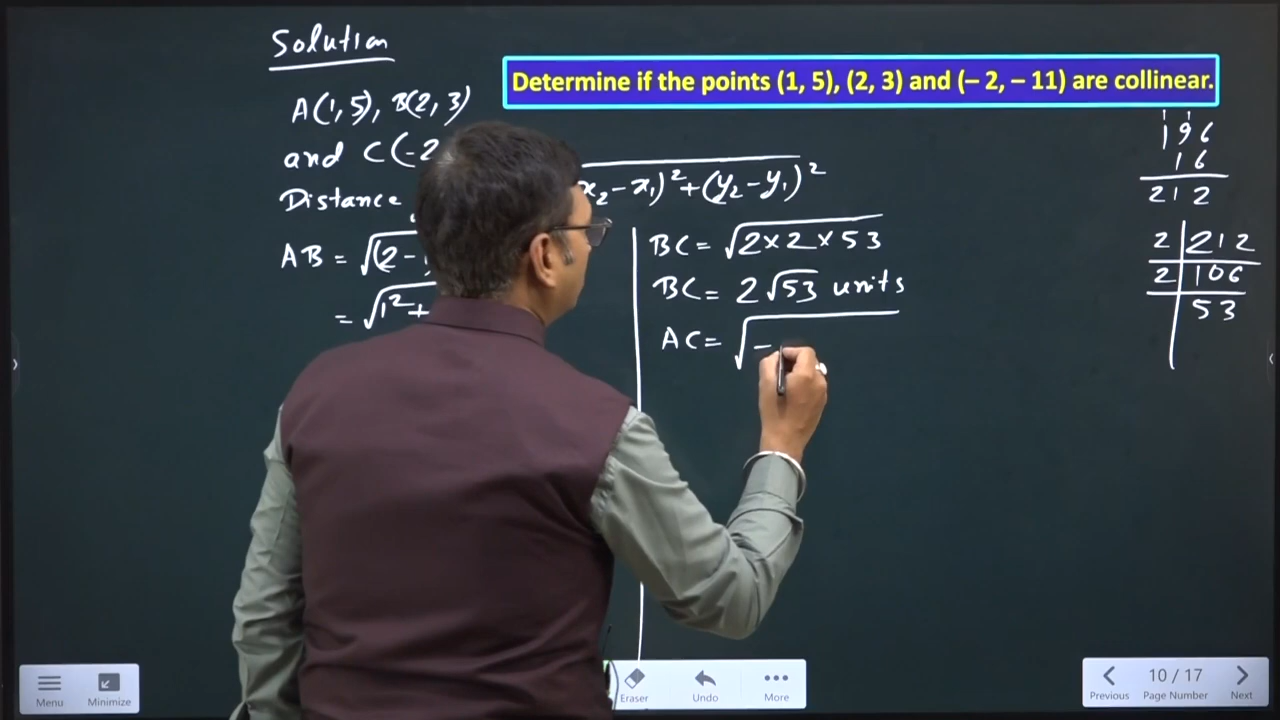 Solution
Determine if the points (1, 5), (2, 3) and (– 2, – 11) are collinear.
A(1,5), B(2, 3)
and C(-2
Distance
x₂-x₁)²+(y₂-y₁)²
AB = √(2-
= √1²+
BC = √2×2×53
BC = 2√53 units
AC = √-
196
16
212
2 212
2 106
53
Menu
Minimize
Eraser
Undo
More
Previous
10 / 17
Page Number
Next